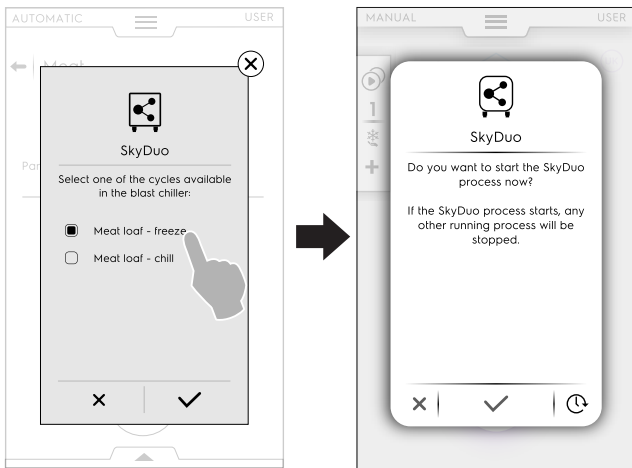 AUTOMATIC
USER
Meat
Par
SkyDuo
Select one of the cycles available
in the blast chiller:
Meat loaf - freeze
Meat loaf - chill
MANUAL
USER
1
SkyDuo
Do you want to start the SkyDuo
process now?
If the SkyDuo process starts, any
other running process will be
stopped.